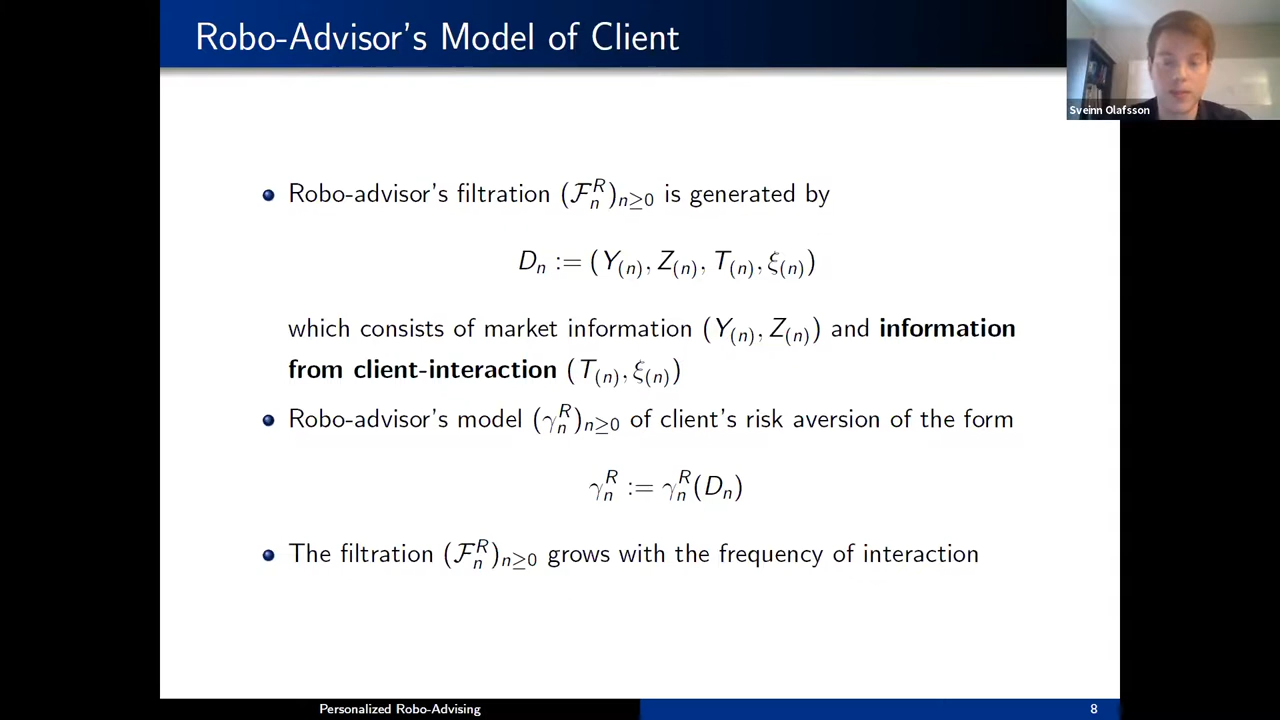 Robo-Advisor's Model of Client
Sveinn Olafsson
Robo-advisor's filtration (ℱₙᴿ)ₙ≥₀ is generated by
Dₙ := (Y₍ₙ₎, Z₍ₙ₎, T₍ₙ₎, ξ₍ₙ₎)
which consists of market information (Y₍ₙ₎, Z₍ₙ₎) and information
from client-interaction (T₍ₙ₎, ξ₍ₙ₎)
Robo-advisor's model (γₙᴿ)ₙ≥₀ of client's risk aversion of the form
γₙᴿ := γₙᴿ(Dₙ)
The filtration (ℱₙᴿ)ₙ≥₀ grows with the frequency of interaction
Personalized Robo-Advising
8